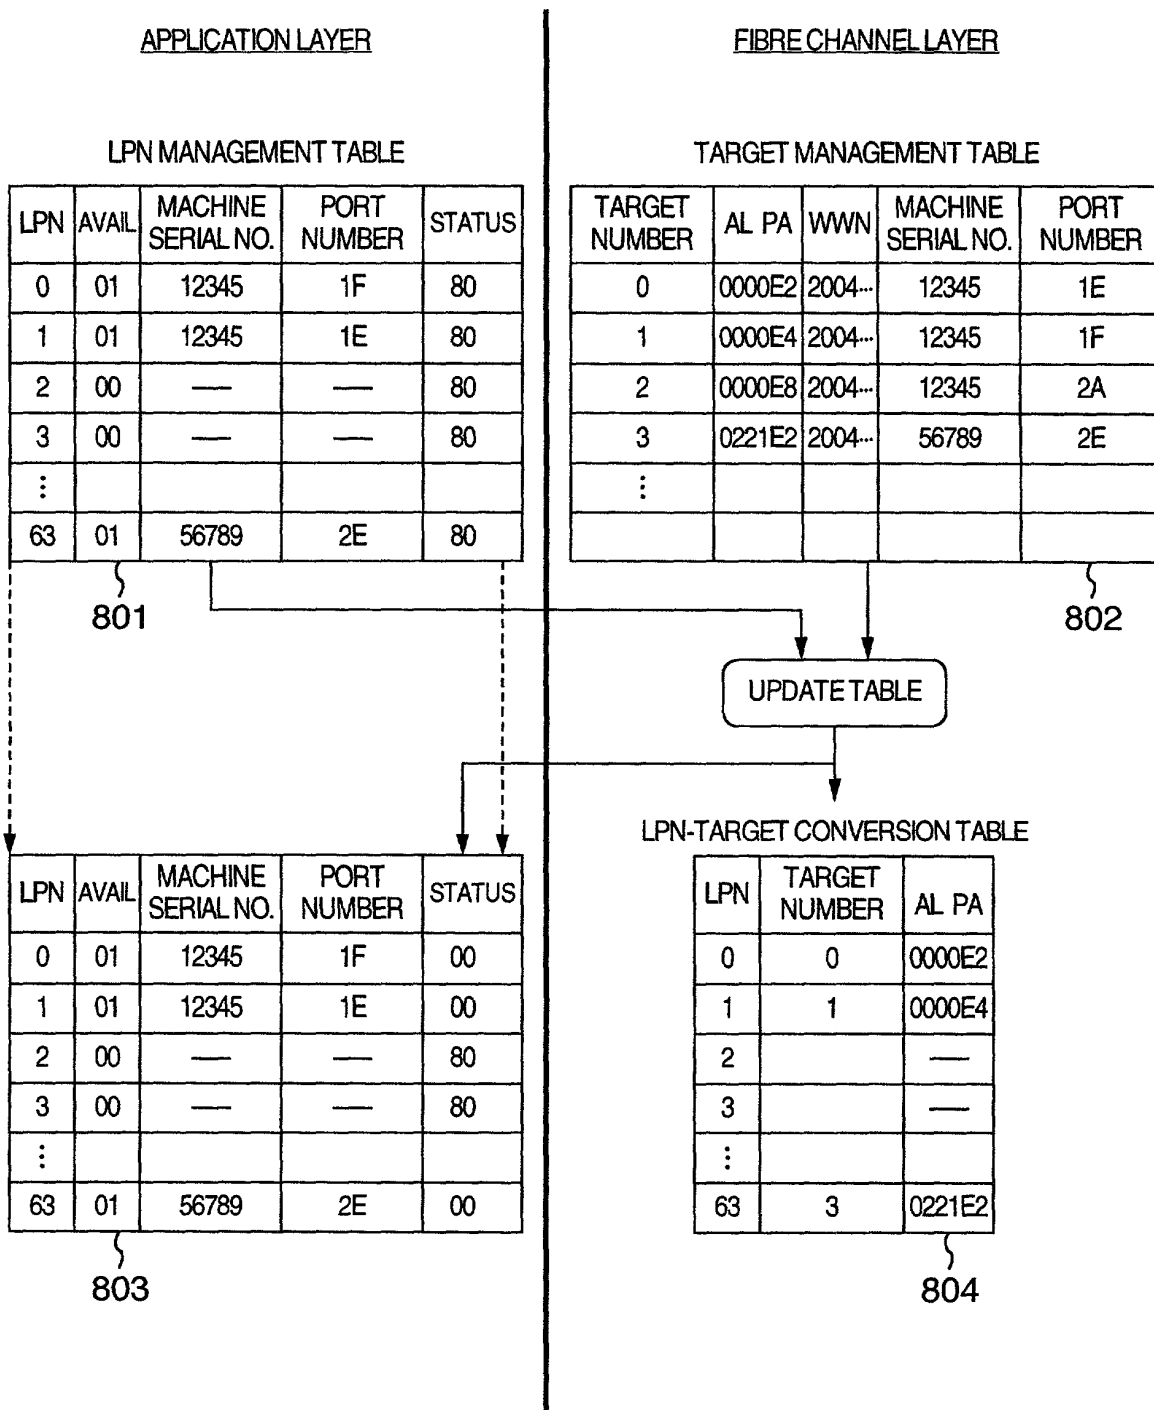 APPLICATION LAYER
FIBRE CHANNEL LAYER
LPN MANAGEMENT TABLE
LPN AVAIL MACHINE SERIAL NO. PORT NUMBER STATUS
0 01 12345 1F 80
1 01 12345 1E 80
2 00 — — 80
3 00 — — 80
⋮
63 01 56789 2E 80
801
TARGET MANAGEMENT TABLE
TARGET NUMBER AL PA WWN MACHINE SERIAL NO. PORT NUMBER
0 0000E2 2004... 12345 1E
1 0000E4 2004... 12345 1F
2 0000E8 2004... 12345 2A
3 0221E2 2004... 56789 2E
⋮
802
UPDATE TABLE
LPN AVAIL MACHINE SERIAL NO. PORT NUMBER STATUS
0 01 12345 1F 00
1 01 12345 1E 00
2 00 — — 80
3 00 — — 80
⋮
63 01 56789 2E 00
803
LPN-TARGET CONVERSION TABLE
LPN TARGET NUMBER AL PA
0 0 0000E2
1 1 0000E4
2 —
3 —
⋮
63 3 0221E2
804